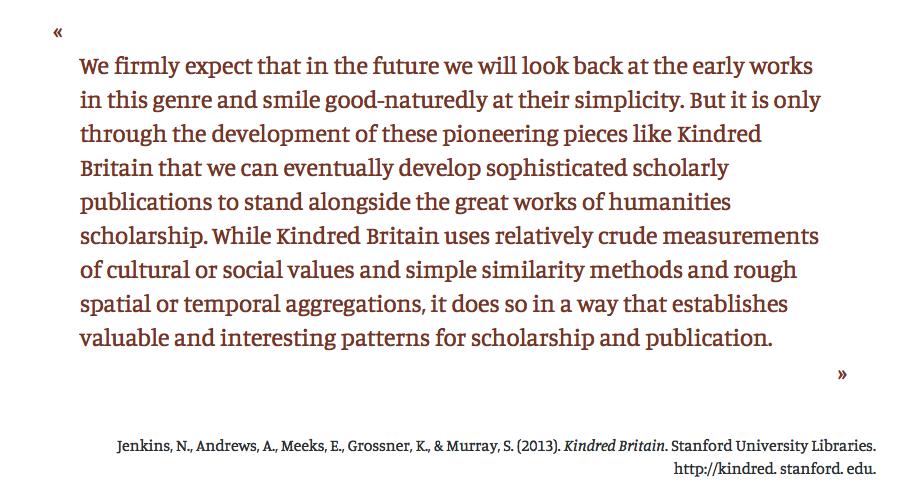 «
We firmly expect that in the future we will look back at the early works
in this genre and smile good-naturedly at their simplicity. But it is only
through the development of these pioneering pieces like Kindred
Britain that we can eventually develop sophisticated scholarly
publications to stand alongside the great works of humanities
scholarship. While Kindred Britain uses relatively crude measurements
of cultural or social values and simple similarity methods and rough
spatial or temporal aggregations, it does so in a way that establishes
valuable and interesting patterns for scholarship and publication.
»
Jenkins, N., Andrews, A., Meeks, E., Grossner, K., & Murray, S. (2013). Kindred Britain. Stanford University Libraries.
http://kindred. stanford. edu.